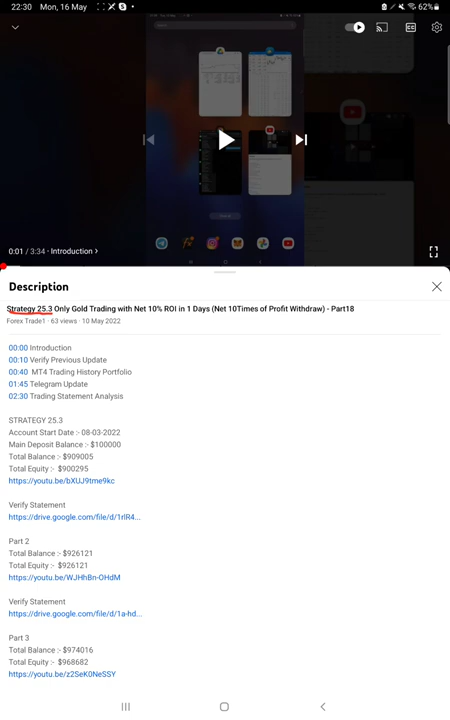 22:30 Mon, 16 May
62%
0:01 / 3:34 · Introduction >
Description
Strategy 25.3 Only Gold Trading with Net 10% ROI in 1 Days (Net 10Times of Profit Withdraw) - Part18
Forex Trade1 · 63 views · 10 May 2022
00:00 Introduction
00:10 Verify Previous Update
00:40 MT4 Trading History Portfolio
01:45 Telegram Update
02:30 Trading Statement Analysis
STRATEGY 25.3
Account Start Date :- 08-03-2022
Main Deposit Balance :- $100000
Total Balance :- $909005
Total Equity :- $900295
https://youtu.be/bXUJ9tme9kc
Verify Statement
https://drive.google.com/file/d/1rlR4...
Part 2
Total Balance :- $926121
Total Equity :- $926121
https://youtu.be/WJHhBn-OHdM
Verify Statement
https://drive.google.com/file/d/1a-hd...
Part 3
Total Balance :- $974016
Total Equity :- $968682
https://youtu.be/z2SeK0NeSSY